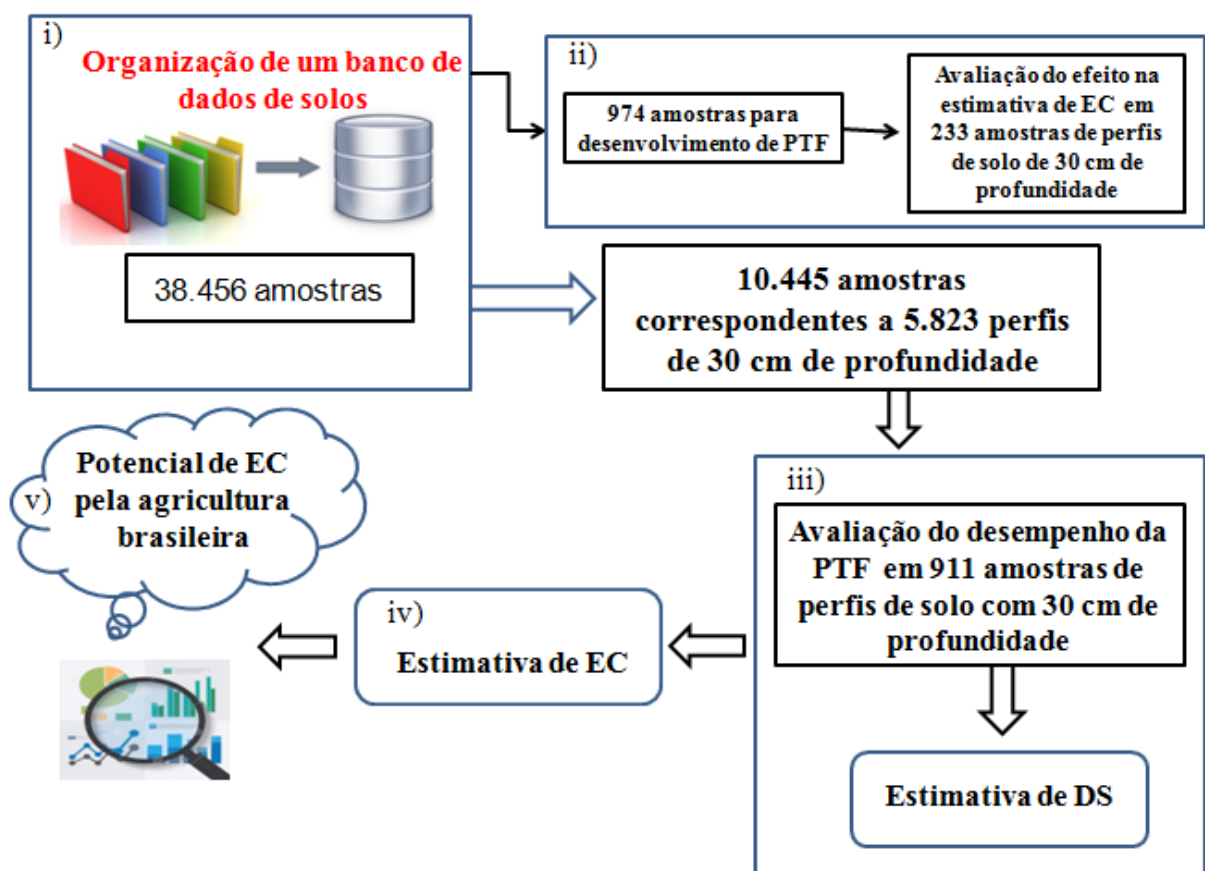 i)
Organização de um banco de
dados de solos
38.456 amostras
ii)
974 amostras para
desenvolvimento de PTF
Avaliação do efeito na
estimativa de EC em
233 amostras de perfis
de solo de 30 cm de
profundidade
10.445 amostras
correspondentes a 5.823 perfis
de 30 cm de profundidade
iii)
Avaliação do desempenho da
PTF em 911 amostras de
perfis de solo com 30 cm de
profundidade
Estimativa de DS
iv)
Estimativa de EC
v)
Potencial de EC
pela agricultura
brasileira